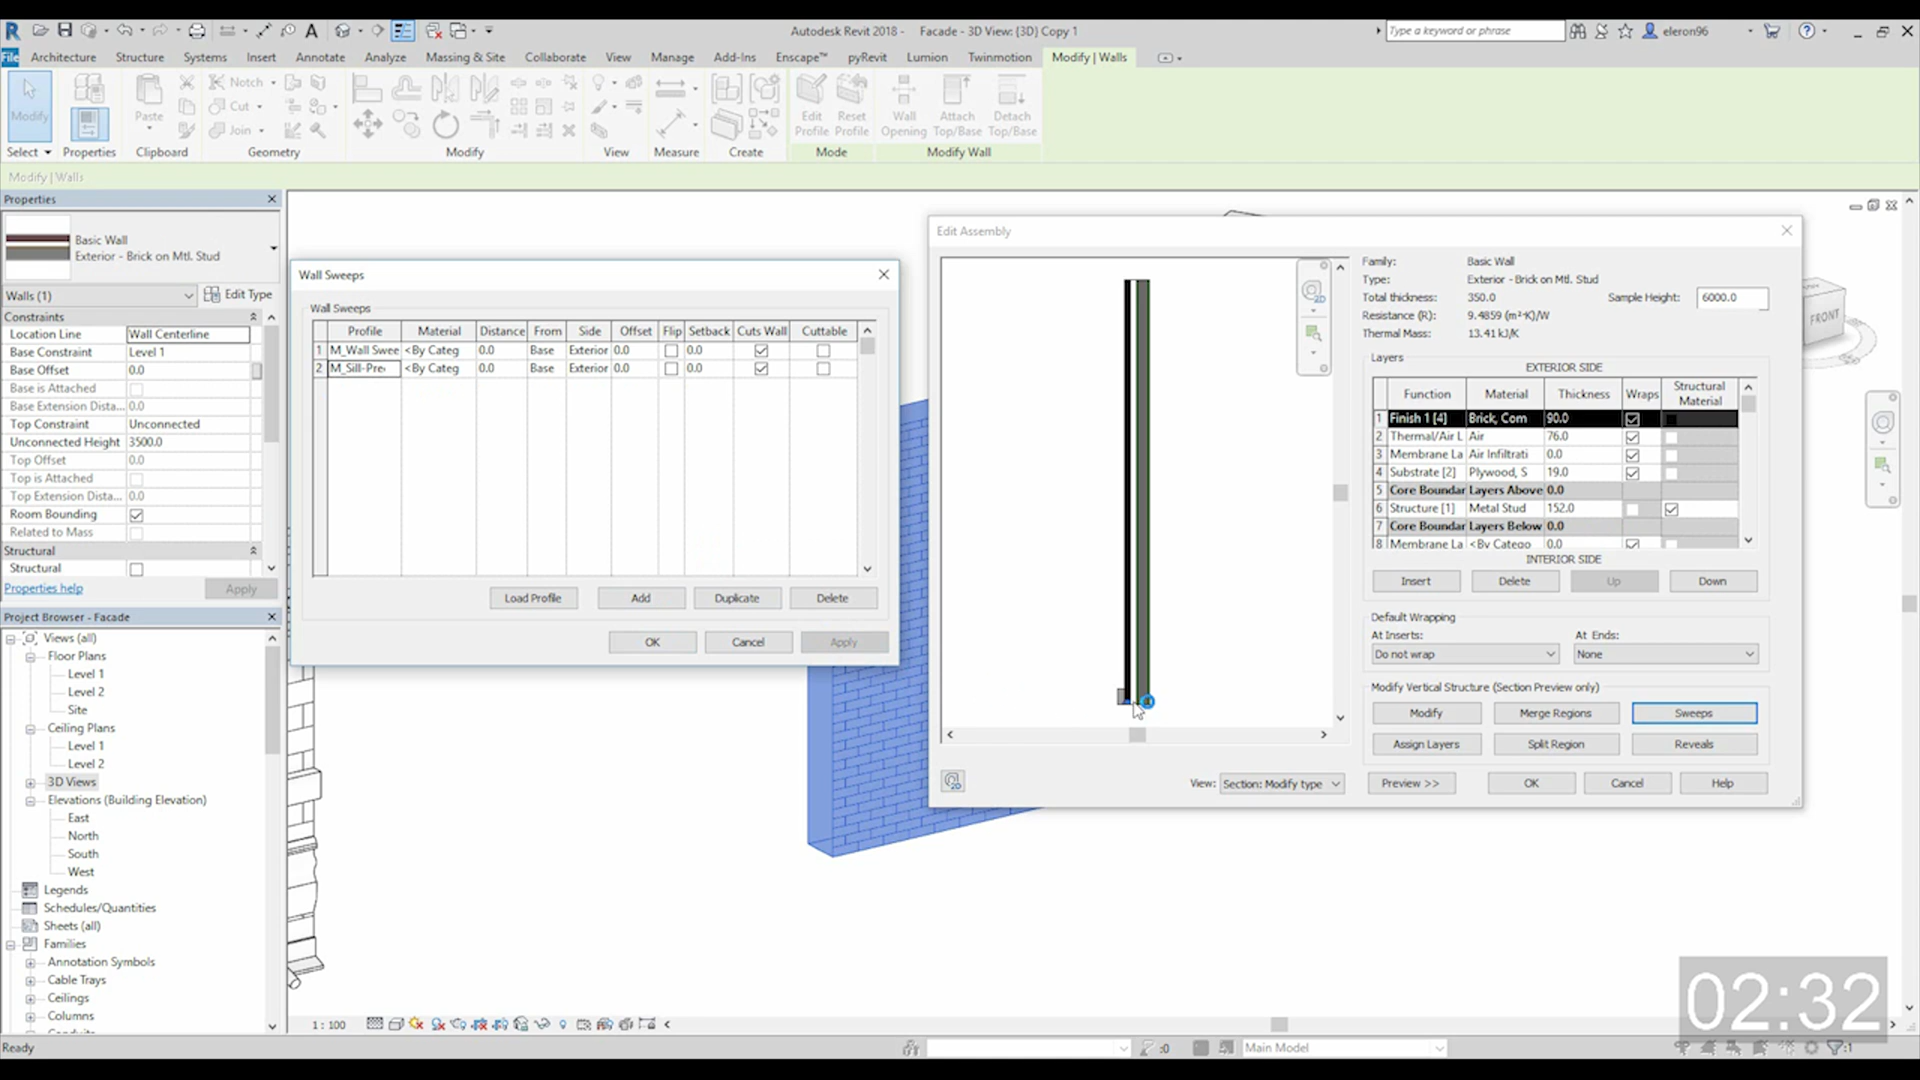 Autodesk Revit 2018 - Facade - 3D View: {3D} Copy 1
Type a keyword or phrase
eleron96
File Architecture Structure Systems Insert Annotate Analyze Massing & Site Collaborate View Manage Add-Ins Enscape™ pyRevit Lumion Twinmotion Modify | Walls
Modify
Paste
Notch
Cut
Join
Edit Profile
Reset Profile
Wall Opening
Attach Top/Base
Detach Top/Base
Select Properties Clipboard Geometry Modify View Measure Create Mode Modify Wall
Modify | Walls
Properties
Basic Wall
Exterior - Brick on Mtl. Stud
Walls (1) Edit Type
Constraints
Location Line Wall Centerline
Base Constraint Level 1
Base Offset 0.0
Base is Attached
Base Extension Dista... 0.0
Top Constraint Unconnected
Unconnected Height 3500.0
Top Offset 0.0
Top is Attached
Top Extension Dista... 0.0
Room Bounding
Related to Mass
Structural
Structural
Properties help Apply
Project Browser - Facade
Views (all)
Floor Plans
Level 1
Level 2
Site
Ceiling Plans
Level 1
Level 2
3D Views
Elevations (Building Elevation)
East
North
South
West
Legends
Schedules/Quantities
Sheets (all)
Families
Annotation Symbols
Cable Trays
Ceilings
Columns
Wall Sweeps
Wall Sweeps
Profile Material Distance From Side Offset Flip Setback Cuts Wall Cuttable
1 M_Wall Swee <By Categ 0.0 Base Exterior 0.0 0.0
2 M_Sill-Pre <By Categ 0.0 Base Exterior 0.0 0.0
Load Profile Add Duplicate Delete
OK Cancel Apply
Edit Assembly
Family: Basic Wall
Type: Exterior - Brick on Mtl. Stud
Total thickness: 350.0 Sample Height: 6000.0
Resistance (R): 9.4859 (m²·K)/W
Thermal Mass: 13.41 kJ/K
Layers
EXTERIOR SIDE
Function Material Thickness Wraps Structural Material
1 Finish 1 [4] Brick, Com 90.0
2 Thermal/Air L Air 76.0
3 Membrane La Air Infiltrati 0.0
4 Substrate [2] Plywood, S 19.0
5 Core Boundar Layers Above 0.0
6 Structure [1] Metal Stud 152.0
7 Core Boundar Layers Below 0.0
8 Membrane La <By Catego 0.0
INTERIOR SIDE
Insert Delete Up Down
Default Wrapping
At Inserts: At Ends:
Do not wrap None
Modify Vertical Structure (Section Preview only)
Modify Merge Regions Sweeps
Assign Layers Split Region Reveals
View: Section: Modify type Preview >> OK Cancel Help
2D
2D
FRONT
1 : 100
Ready
:0
Main Model
:1
02:32